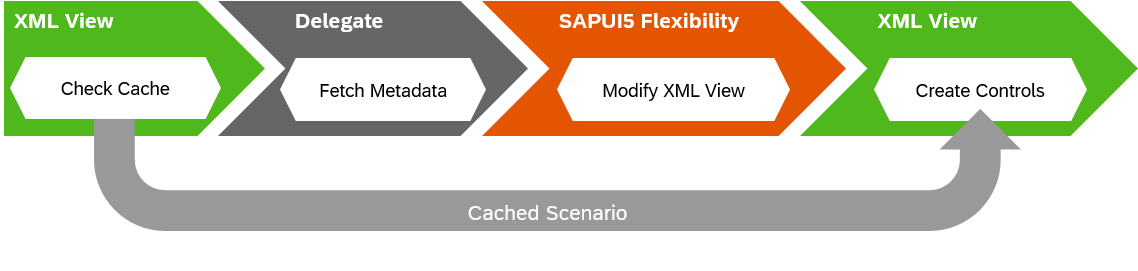 XML View
Check Cache
Delegate
Fetch Metadata
SAPUI5 Flexibility
Modify XML View
XML View
Create Controls
Cached Scenario